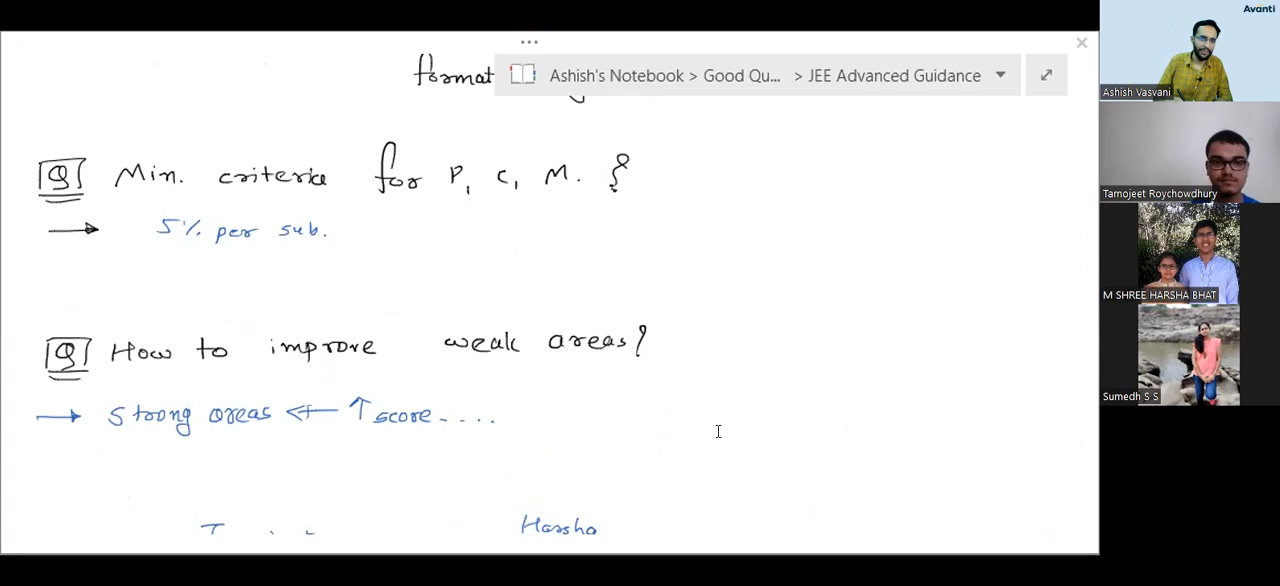 Avanti
format
Ashish's Notebook > Good Qu... > JEE Advanced Guidance
Ashish Vasvani
Q Min. criteria for P, C, M. ?
→ 5% per sub.
Tamojeet Roychowdhury
M SHREE HARSHA BHAT
Q How to improve weak areas?
→ Strong areas ← ↑ score....
Sumedh S S
Harsha